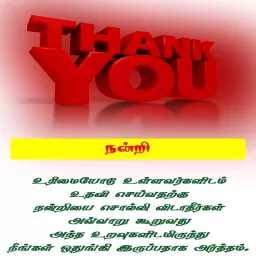 THANK
YOU
நன்றி
உரிமையோடு உள்ளவர்களிடம்
உதவி செய்வதற்கு
நன்றியை சொல்லி விடாதீர்கள்
அவ்வாறு கூறுவது
அந்த உறவுகளிடமிருந்து
நீங்கள் ஒதுங்கி இருப்பதாக அர்த்தம்.